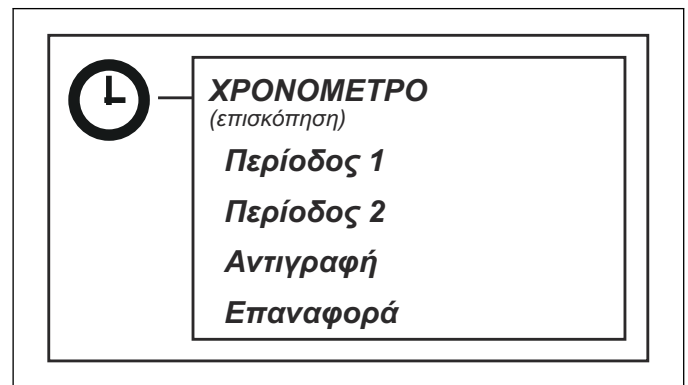 ΧΡΟΝΟΜΕΤΡΟ
(επισκόπηση)
Περίοδος 1
Περίοδος 2
Αντιγραφή
Επαναφορά